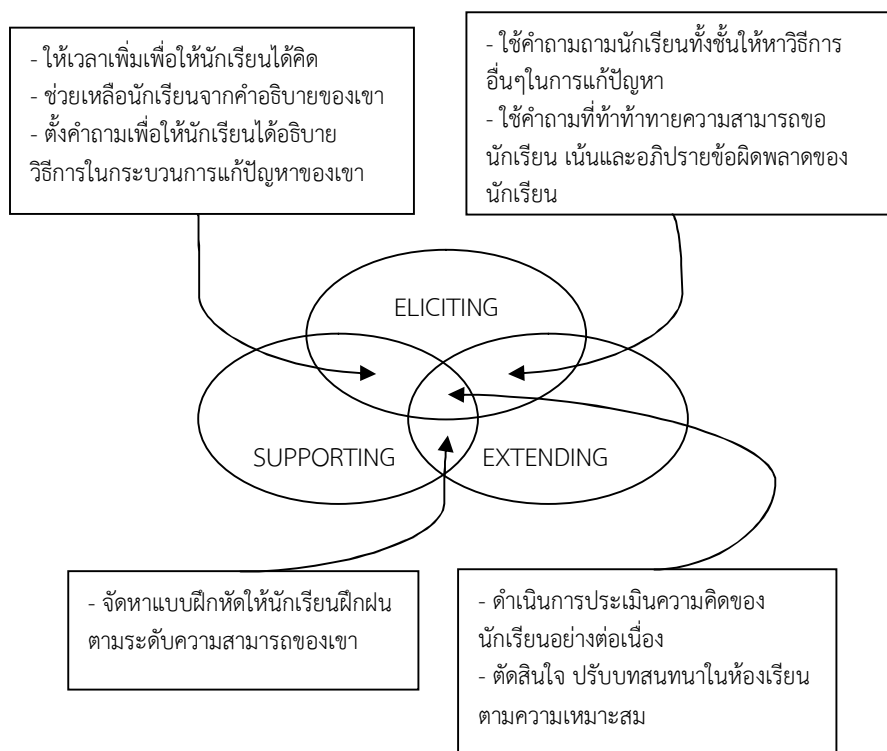 - ให้เวลาเพิ่มเพื่อให้นักเรียนได้คิด
- ช่วยเหลือนักเรียนจากคำอธิบายของเขา
- ตั้งคำถามเพื่อให้นักเรียนได้อธิบาย
วิธีการในกระบวนการแก้ปัญหาของเขา
- ใช้คำถามถามนักเรียนทั้งชั้นให้หาวิธีการ
อื่นๆในการแก้ปัญหา
- ใช้คำถามที่ท้าท้าทายความสามารถขอ
นักเรียน เน้นและอภิปรายข้อผิดพลาดของ
นักเรียน
ELICITING
SUPPORTING
EXTENDING
- จัดหาแบบฝึกหัดให้นักเรียนฝึกฝน
ตามระดับความสามารถของเขา
- ดำเนินการประเมินความคิดของ
นักเรียนอย่างต่อเนื่อง
- ตัดสินใจ ปรับบทสนทนาในห้องเรียน
ตามความเหมาะสม